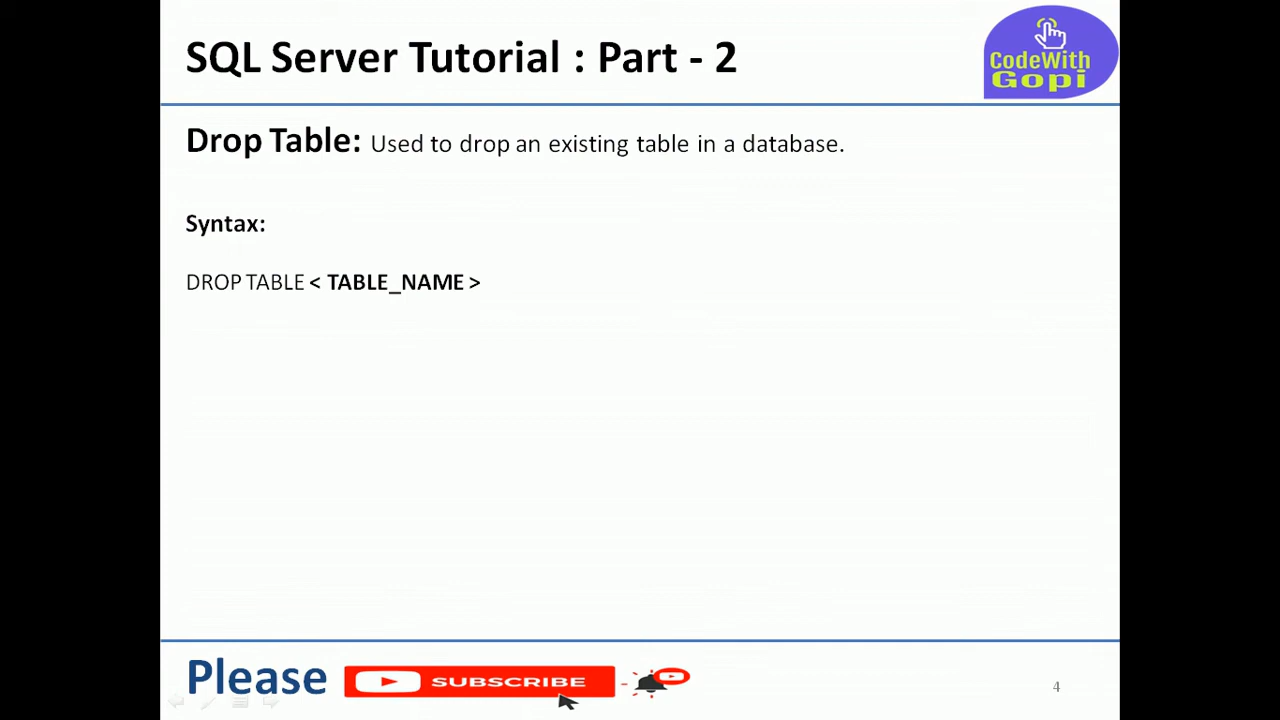 SQL Server Tutorial : Part - 2
CodeWith
Gopi
Drop Table: Used to drop an existing table in a database.
Syntax:
DROP TABLE < TABLE_NAME >
Please SUBSCRIBE
4